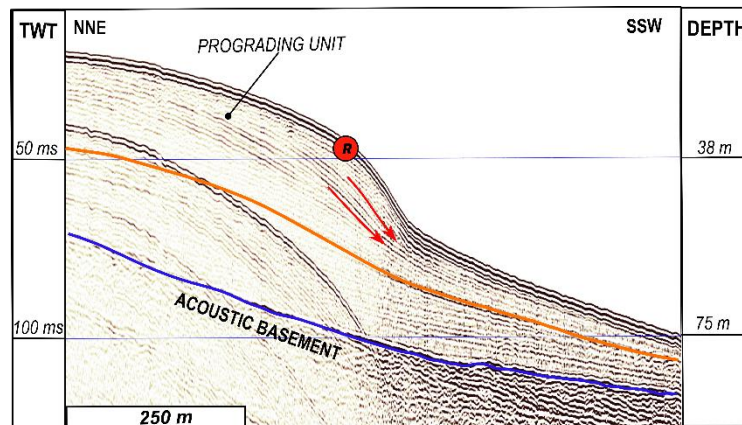 TWT NNE SSW DEPTH
PROGRADING UNIT
R
50 ms 38 m
ACOUSTIC BASEMENT
100 ms 75 m
250 m